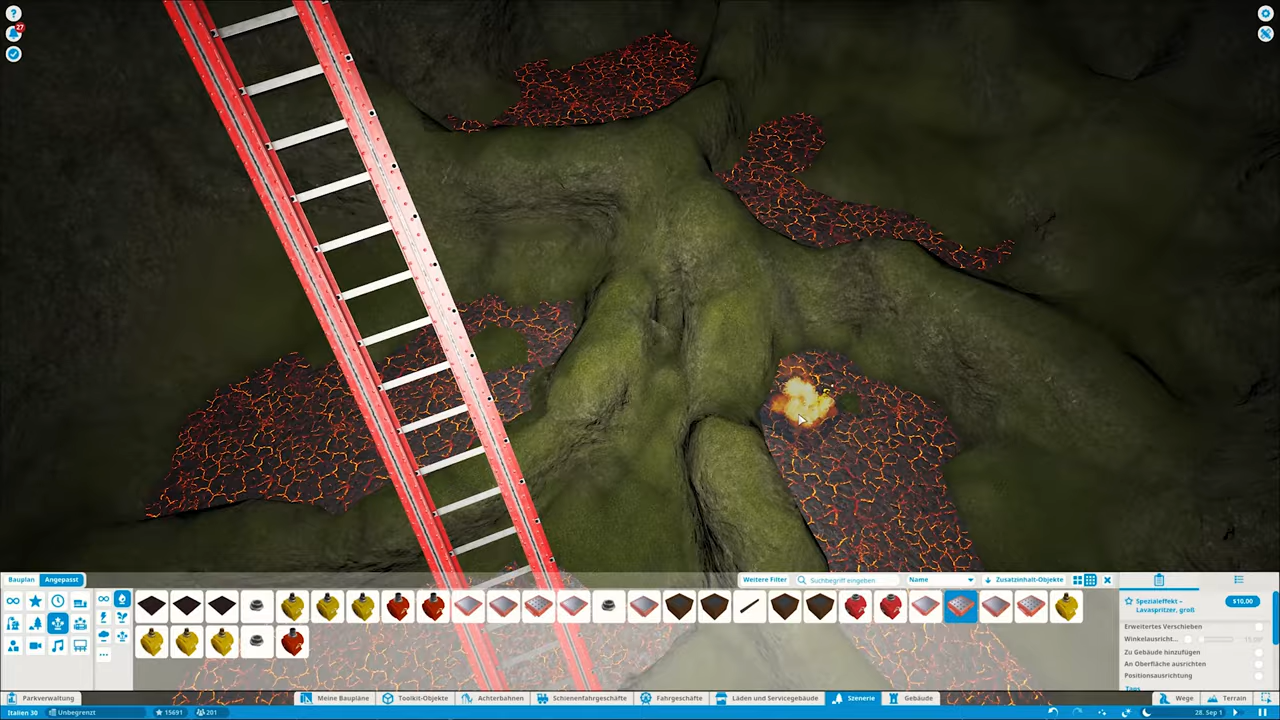 ?
27
Bauplan
Angepasst
Weitere Filter
Suchbegriff eingeben
Name
Zusatzinhalt-Objekte
Spezialeffekt –
Lavaspritzer, groß
$10,00
Erweitertes Verschieben
Winkelausricht...
Zu Gebäude hinzufügen
An Oberfläche ausrichten
Positionsausrichtung
Tags
Parkverwaltung
Meine Baupläne
Toolkit-Objekte
Achterbahnen
Schienenfahrgeschäfte
Fahrgeschäfte
Läden und Servicegebäude
Szenerie
Gebäude
Wege
Terrain
Italien 30
Unbegrenzt
15691
201
28. Sep 1